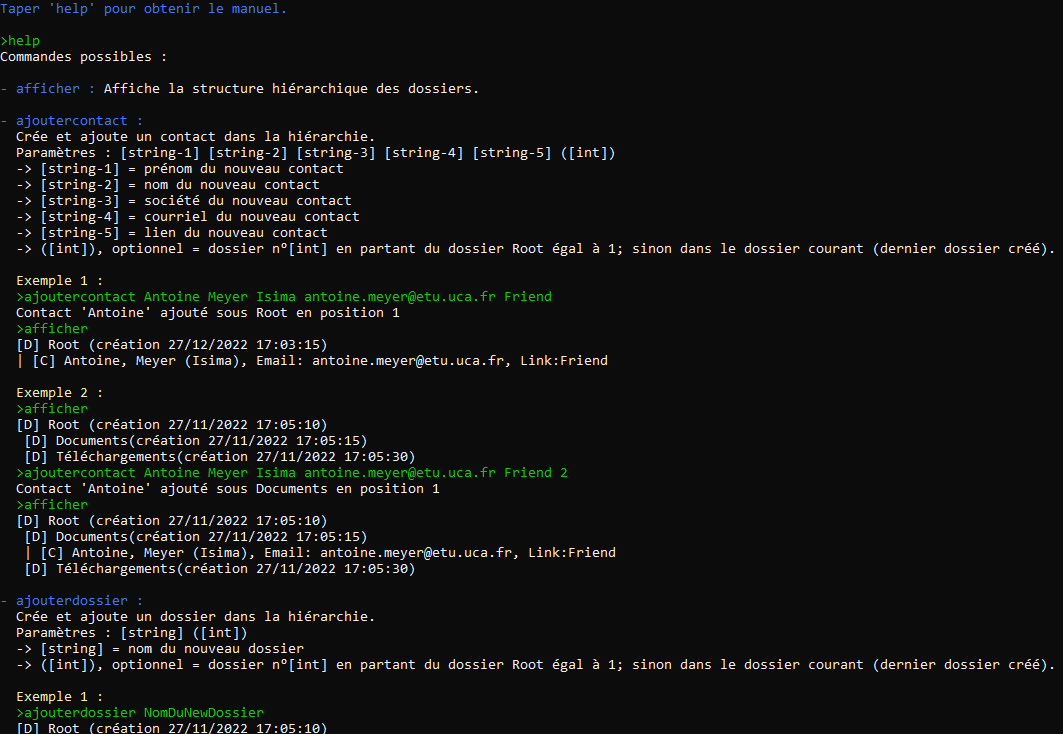 Taper 'help' pour obtenir le manuel.
>help
Commandes possibles :
- afficher : Affiche la structure hiérarchique des dossiers.
- ajoutercontact :
Crée et ajoute un contact dans la hiérarchie.
Paramètres : [string-1] [string-2] [string-3] [string-4] [string-5] ([int])
-> [string-1] = prénom du nouveau contact
-> [string-2] = nom du nouveau contact
-> [string-3] = société du nouveau contact
-> [string-4] = courriel du nouveau contact
-> [string-5] = lien du nouveau contact
-> ([int]), optionnel = dossier n°[int] en partant du dossier Root égal à 1; sinon dans le dossier courant (dernier dossier créé).
Exemple 1 :
>ajoutercontact Antoine Meyer Isima antoine.meyer@etu.uca.fr Friend
Contact 'Antoine' ajouté sous Root en position 1
>afficher
[D] Root (création 27/12/2022 17:03:15)
| [C] Antoine, Meyer (Isima), Email: antoine.meyer@etu.uca.fr, Link:Friend
Exemple 2 :
>afficher
[D] Root (création 27/11/2022 17:05:10)
[D] Documents(création 27/11/2022 17:05:15)
[D] Téléchargements(création 27/11/2022 17:05:30)
>ajoutercontact Antoine Meyer Isima antoine.meyer@etu.uca.fr Friend 2
Contact 'Antoine' ajouté sous Documents en position 1
>afficher
[D] Root (création 27/11/2022 17:05:10)
[D] Documents(création 27/11/2022 17:05:15)
| [C] Antoine, Meyer (Isima), Email: antoine.meyer@etu.uca.fr, Link:Friend
[D] Téléchargements(création 27/11/2022 17:05:30)
- ajouterdossier :
Crée et ajoute un dossier dans la hiérarchie.
Paramètres : [string] ([int])
-> [string] = nom du nouveau dossier
-> ([int]), optionnel = dossier n°[int] en partant du dossier Root égal à 1; sinon dans le dossier courant (dernier dossier créé).
Exemple 1 :
>ajouterdossier NomDuNewDossier
[D] Root (création 27/11/2022 17:05:10)